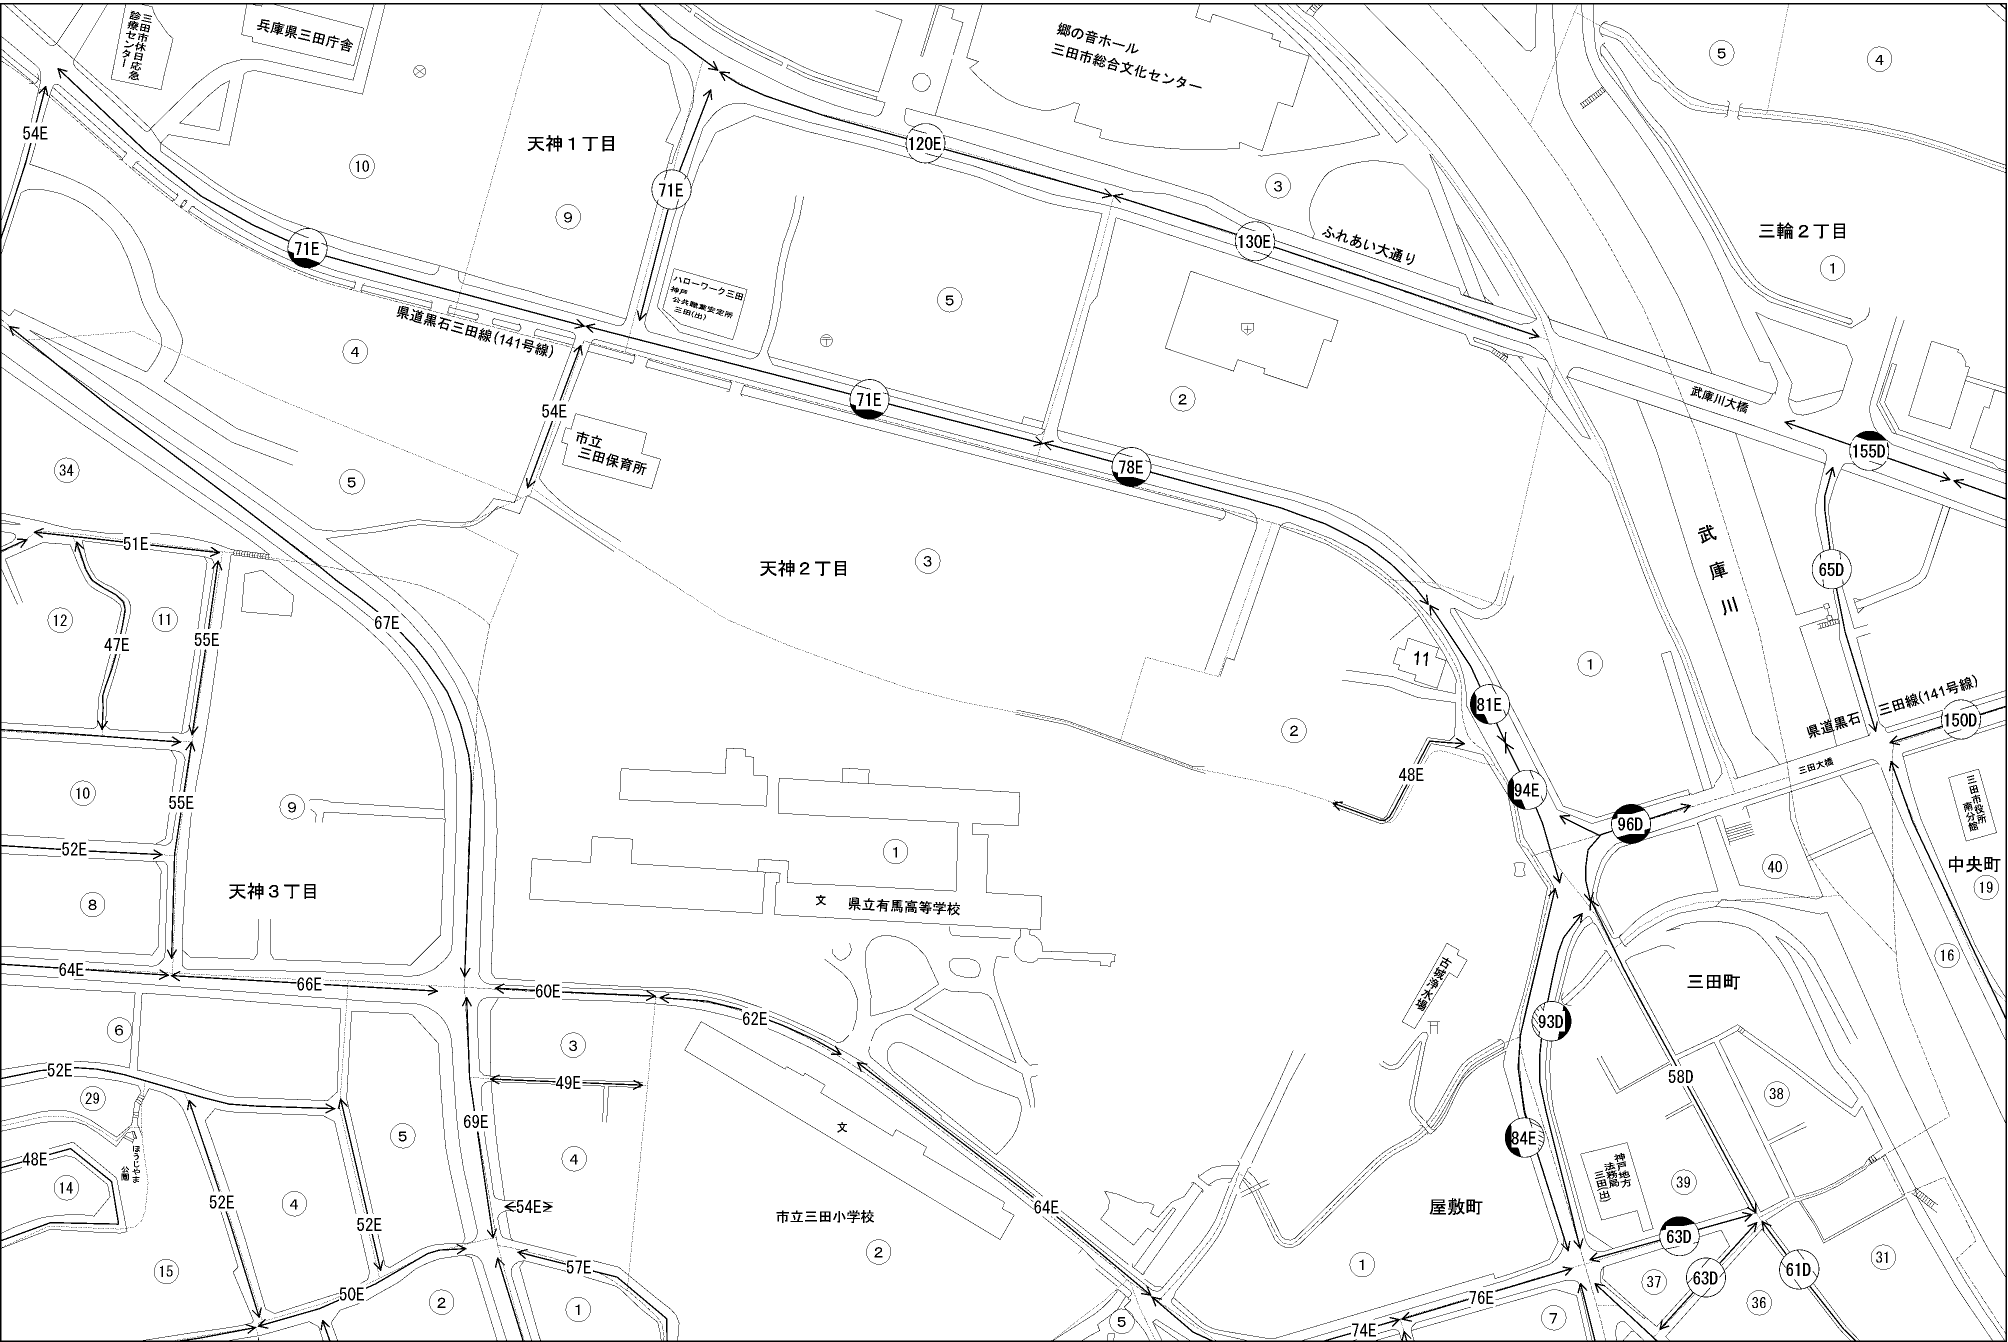 三田市休日応急
診療センター
兵庫県三田庁舎
郷の音ホール
三田市総合文化センター
5
4
54E
天神1丁目
120E
10
71E
3
9
三輪2丁目
71E
130E
ふれあい大通り
1
ハローワーク三田
神戸
公共職業安定所
三田(出)
5
県道黒石三田線(141号線)
4
2
武庫川大橋
71E
54E
市立
三田保育所
78E
155D
34
5
武庫川
51E
天神2丁目
3
65D
12
11
67E
55E
47E
11
1
81E
県道黒石
三田線(141号線)
150D
2
三田大橋
48E
94E
10
55E
9
三田市役所
南分館
96D
52E
1
40
中央町
19
天神3丁目
8
文
県立有馬高等学校
16
64E
66E
60E
古城浄水場
三田町
62E
93D
6
3
52E
49E
58D
29
38
69E
5
文
84E
ほうじやま
公園
48E
4
神戸地方
法務局
三田(出)
14
39
52E
4
54E
64E
屋敷町
52E
市立三田小学校
63D
2
15
57E
1
37
63D
61D
31
50E
2
1
76E
36
5
74E
7